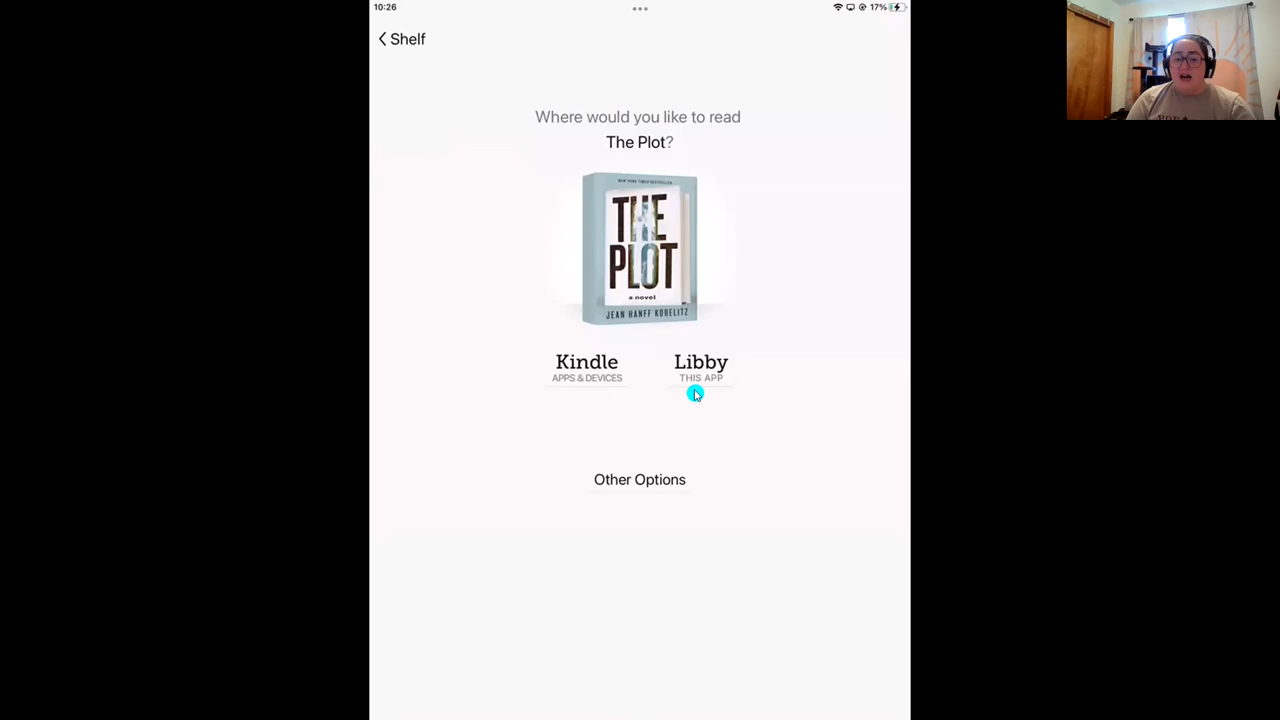 10:26
17%
Shelf
Where would you like to read
The Plot?
NEW YORK TIMES BESTSELLER
THE
PLOT
a novel
JEAN HANFF KORELITZ
Kindle
APPS & DEVICES
Libby
THIS APP
Other Options